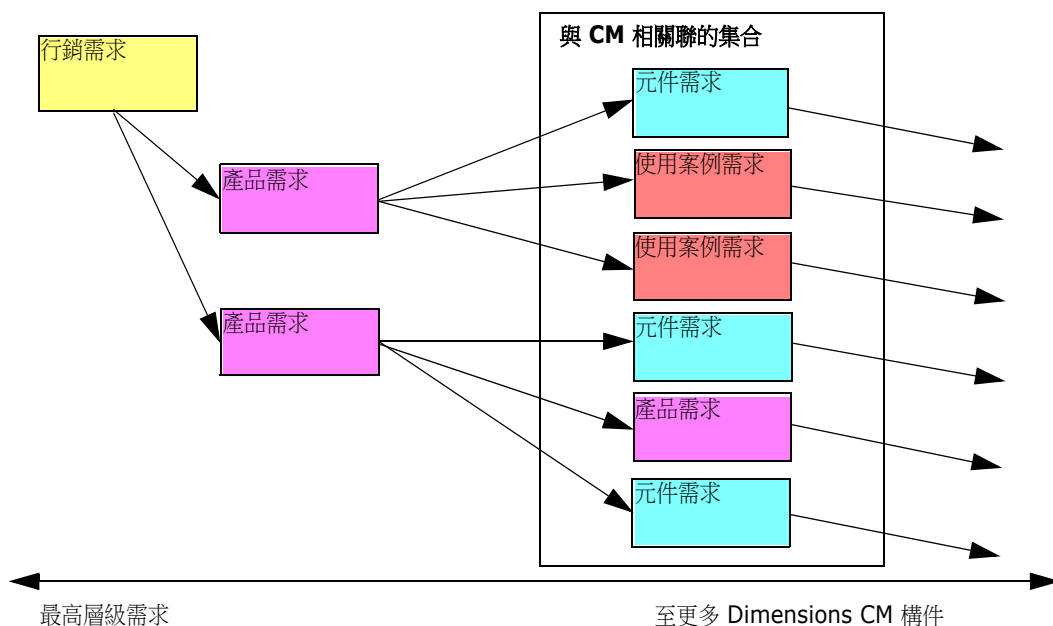 與 CM 相關聯的集合
行銷需求
元件需求
產品需求
使用案例需求
使用案例需求
產品需求
元件需求
產品需求
元件需求
最高層級需求
至更多 Dimensions CM 構件